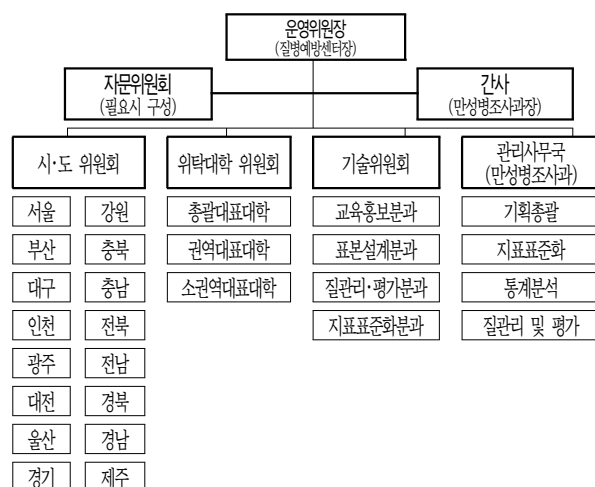 운영위원장
(질병예방센터장)
자문위원회
(필요시 구성)
간사
(만성병조사과장)
시·도 위원회
위탁대학 위원회
기술위원회
관리사무국
(만성병조사과)
서울 강원 총괄대표대학 교육홍보분과 기획총괄
부산 충북 권역대표대학 표본설계분과 지표표준화
대구 충남 소권역대표대학 질관리·평가분과 통계분석
인천 전북 지표표준화분과 질관리 및 평가
광주 전남
대전 경북
울산 경남
경기 제주